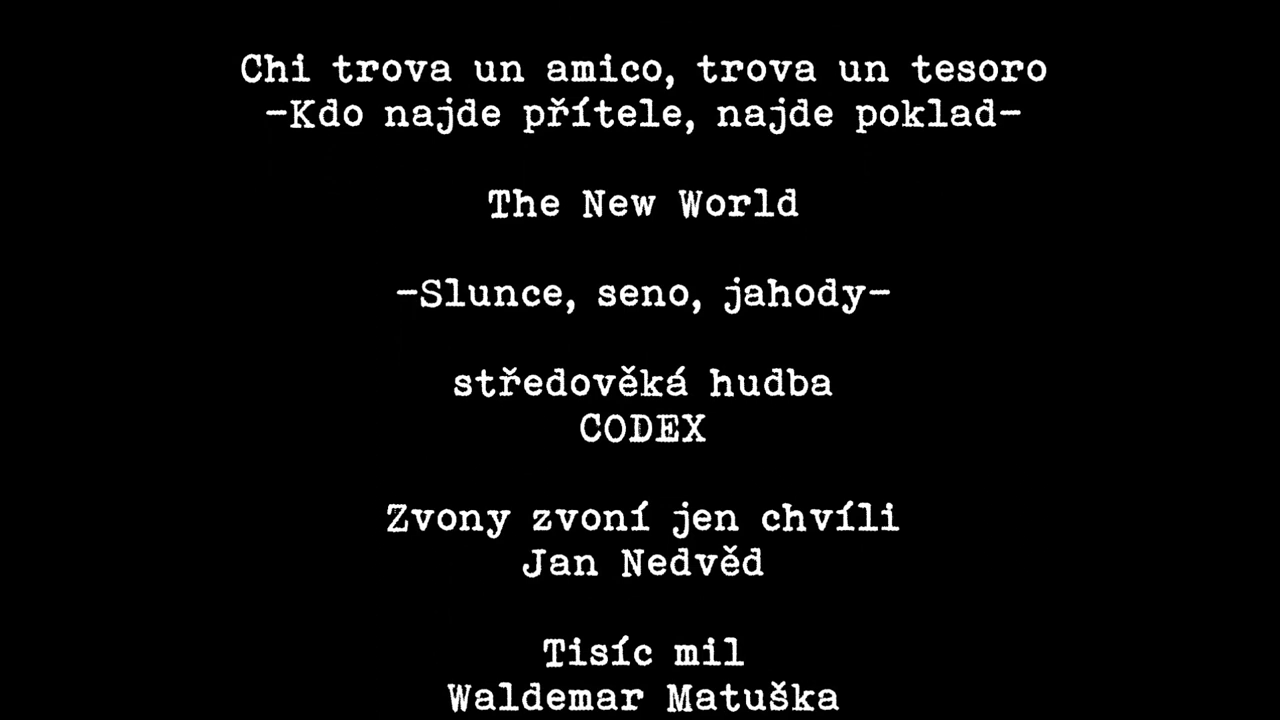 Chi trova un amico, trova un tesoro
-Kdo najde přítele, najde poklad-
The New World
-Slunce, seno, jahody-
středověká hudba
CODEX
Zvony zvoní jen chvíli
Jan Nedvěd
Tisíc mil
Waldemar Matuška